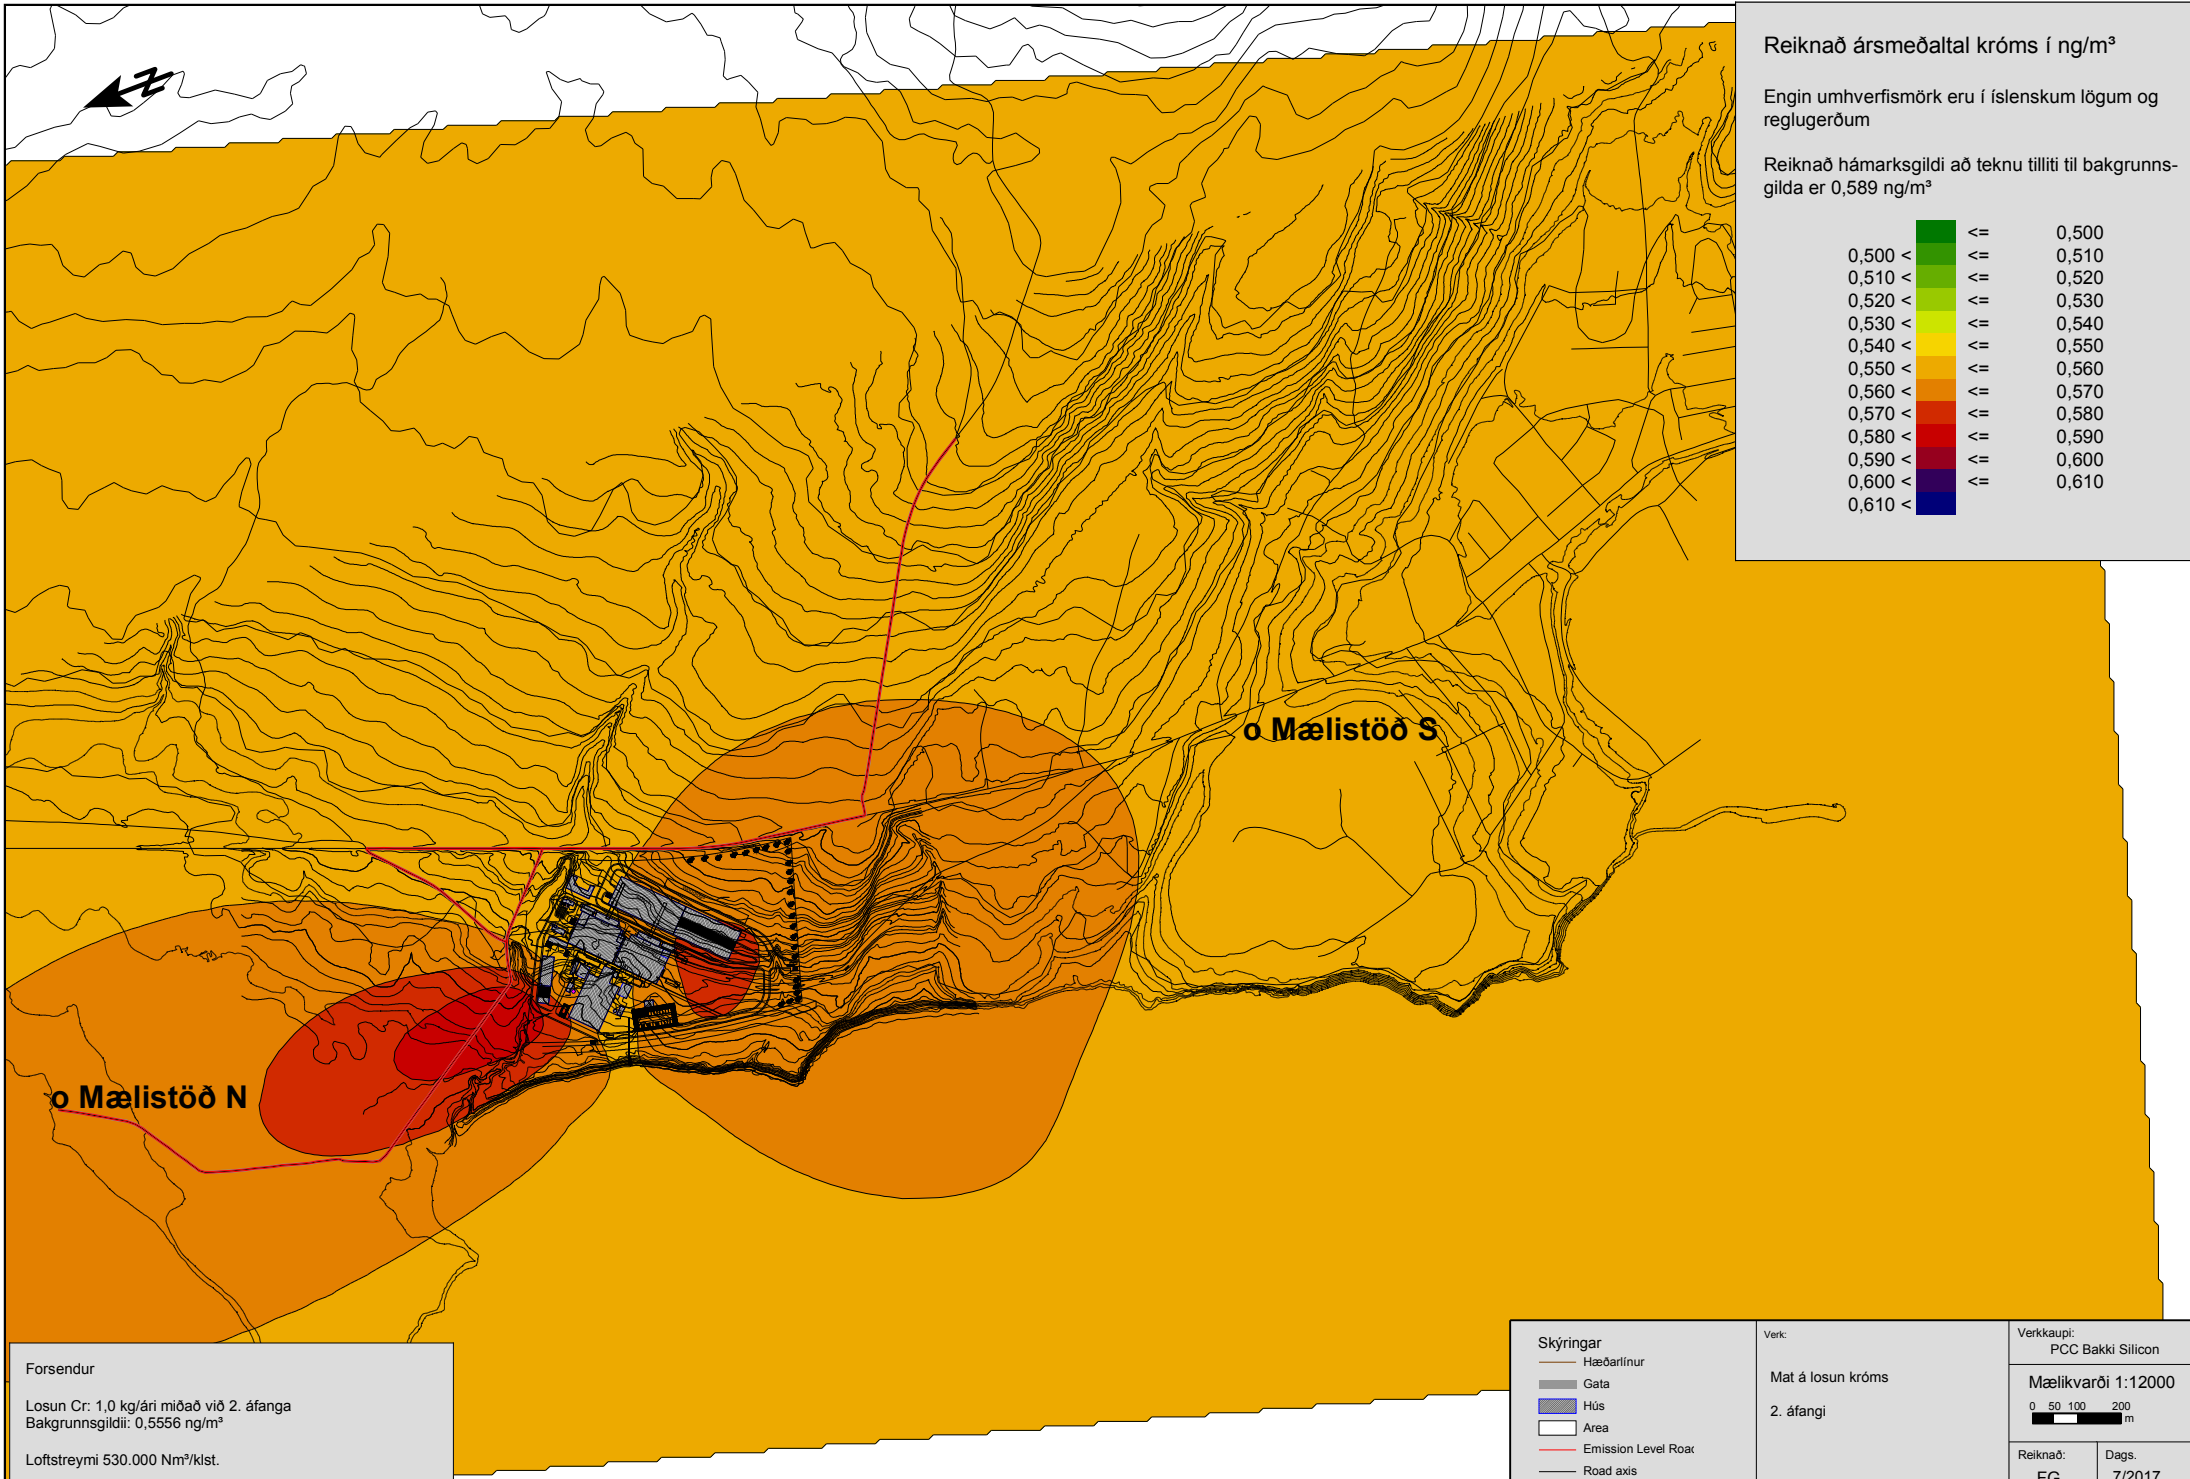 Reiknað ársmeðaltal króms í ng/m³
Engin umhverfismörk eru í íslenskum lögum og
reglugerðum
Reiknað hámarksgildi að teknu tilliti til bakgrunns-
gilda er 0,589 ng/m³
<= 0,500
0,500 < <= 0,510
0,510 < <= 0,520
0,520 < <= 0,530
0,530 < <= 0,540
0,540 < <= 0,550
0,550 < <= 0,560
0,560 < <= 0,570
0,570 < <= 0,580
0,580 < <= 0,590
0,590 < <= 0,600
0,600 < <= 0,610
0,610 <
N
o Mælistöð S
o Mælistöð N
Forsendur
Losun Cr: 1,0 kg/ári miðað við 2. áfanga
Bakgrunnsgildii: 0,5556 ng/m³
Loftstreymi 530.000 Nm³/klst.
Skýringar
Hæðarlínur
Gata
Hús
Area
Emission Level Road
Road axis
Verk:
Mat á losun króms
2. áfangi
Verkkaupi:
PCC Bakki Silicon
Mælikvarði 1:12000
0 50 100 200
m
Reiknað:
Dags.
7/2017